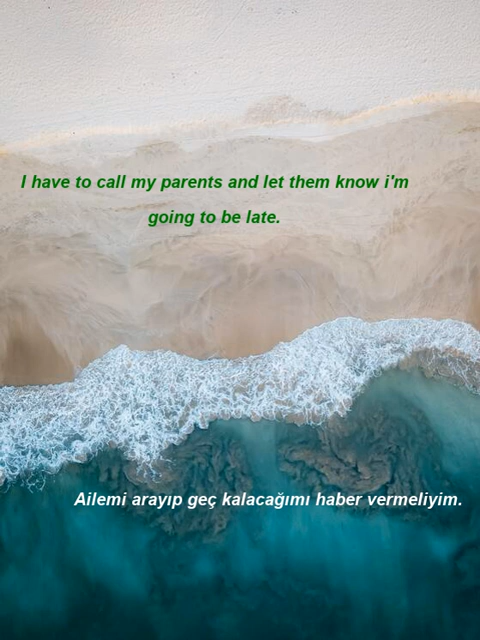 I have to call my parents and let them know i'm
going to be late.
Ailemi arayıp geç kalacağımı haber vermeliyim.